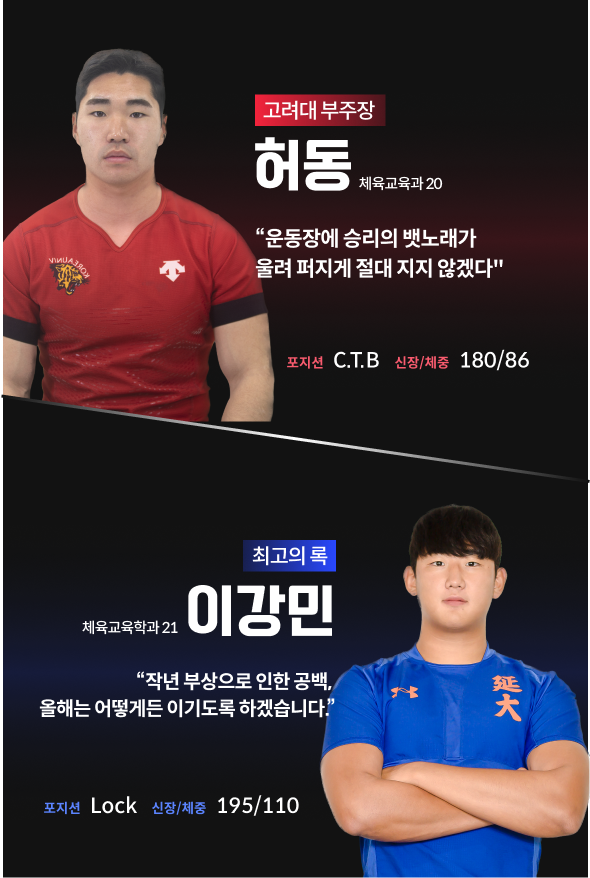 고려대 부주장
허동 체육교육과 20
“운동장에 승리의 뱃노래가
울려 퍼지게 절대 지지 않겠다"
KOREA UNIV
포지션 C.T.B 신장/체중 180/86
최고의 록
체육교육학과 21 이강민
“작년 부상으로 인한 공백,
올해는 어떻게든 이기도록 하겠습니다.”
延大
포지션 Lock 신장/체중 195/110